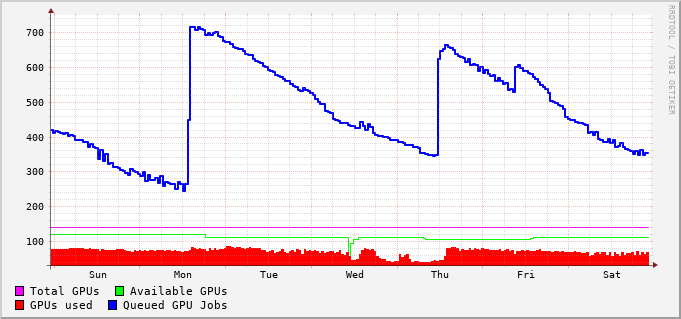 RRDTOOL / TOBI OETIKER
700
600
500
400
300
200
100
Sun Mon Tue Wed Thu Fri Sat
Total GPUs Available GPUs
GPUs used Queued GPU Jobs